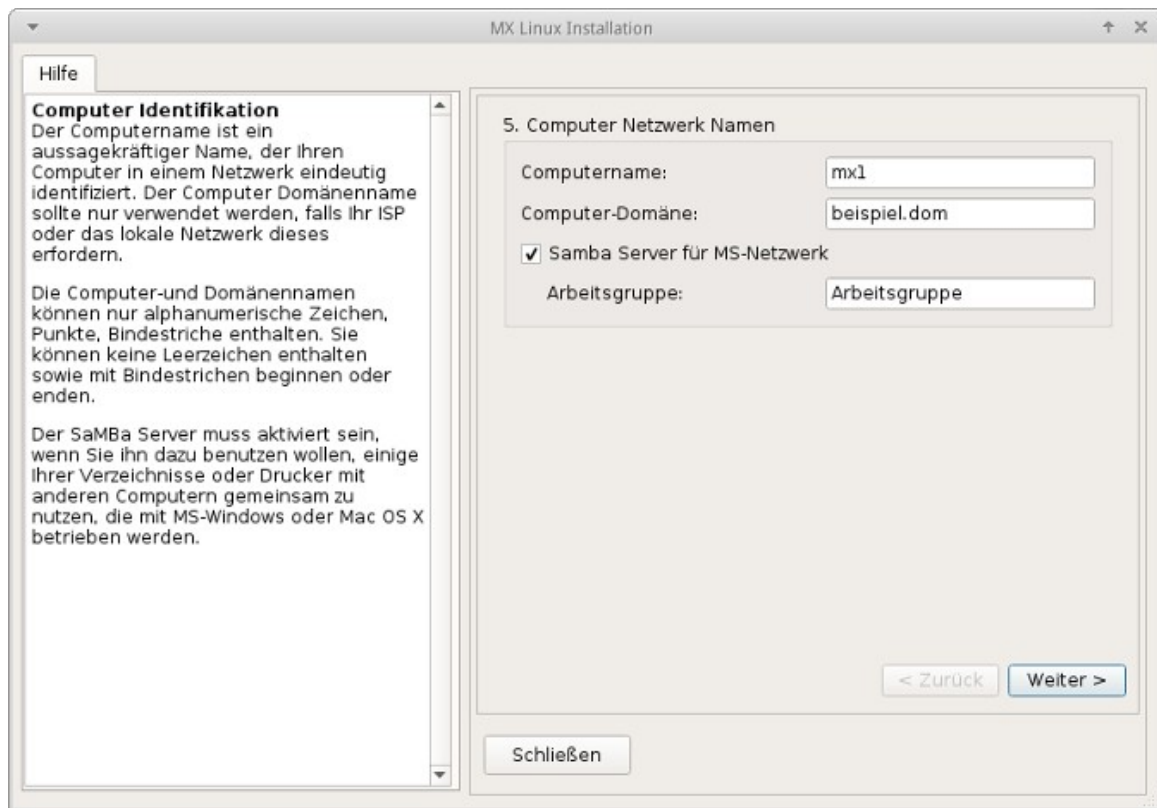 MX Linux Installation
Hilfe
Computer Identifikation
Der Computername ist ein
aussagekräftiger Name, der Ihren
Computer in einem Netzwerk eindeutig
identifiziert. Der Computer Domänenname
sollte nur verwendet werden, falls Ihr ISP
oder das lokale Netzwerk dieses
erfordern.
Die Computer-und Domänennamen
können nur alphanumerische Zeichen,
Punkte, Bindestriche enthalten. Sie
können keine Leerzeichen enthalten
sowie mit Bindestrichen beginnen oder
enden.
Der SaMBa Server muss aktiviert sein,
wenn Sie ihn dazu benutzen wollen, einige
Ihrer Verzeichnisse oder Drucker mit
anderen Computern gemeinsam zu
nutzen, die mit MS-Windows oder Mac OS X
betrieben werden.
5. Computer Netzwerk Namen
Computername: mx1
Computer-Domäne: beispiel.dom
Samba Server für MS-Netzwerk
Arbeitsgruppe: Arbeitsgruppe
< Zurück Weiter >
Schließen